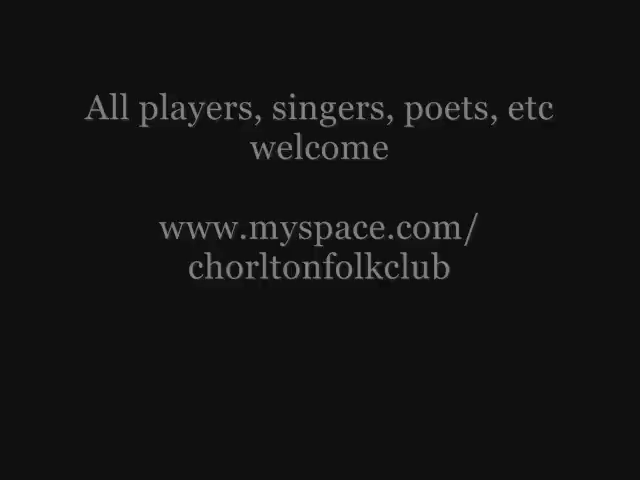 All players, singers, poets, etc
welcome
www.myspace.com/
chorltonfolkclub